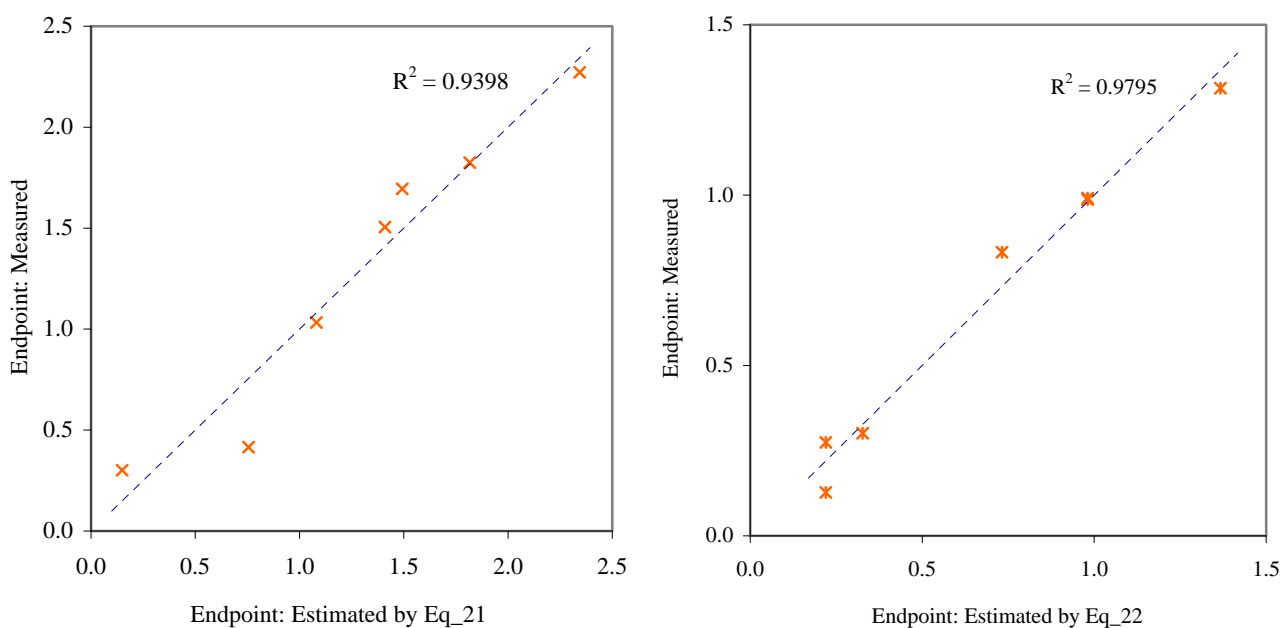 2.5
2.0
1.5
1.0
0.5
0.0
Endpoint: Measured
R² = 0.9398
0.0 0.5 1.0 1.5 2.0 2.5
Endpoint: Estimated by Eq_21
1.5
1.0
0.5
0.0
Endpoint: Measured
R² = 0.9795
0.0 0.5 1.0 1.5
Endpoint: Estimated by Eq_22